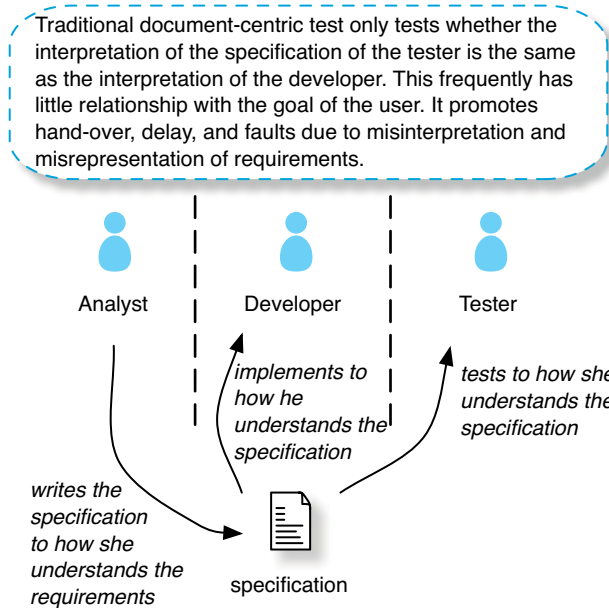 Traditional document-centric test only tests whether the
interpretation of the specification of the tester is the same
as the interpretation of the developer. This frequently has
little relationship with the goal of the user. It promotes
hand-over, delay, and faults due to misinterpretation and
misrepresentation of requirements.
Analyst
Developer
Tester
implements to
how he
understands the
specification
tests to how she
understands the
specification
writes the
specification
to how she
understands the
requirements
specification